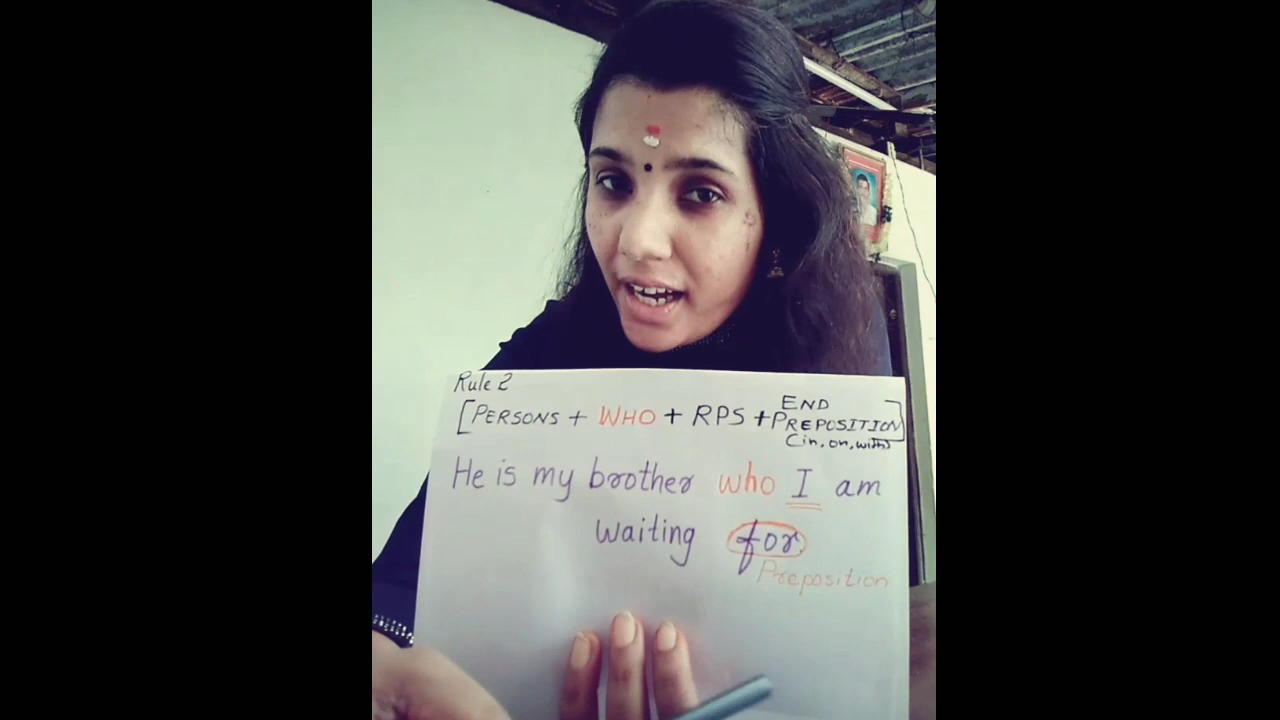 Rule 2
[PERSONS + WHO + RPS + END PREPOSITION]
(in, on, with)
He is my brother who I am
waiting for
Preposition